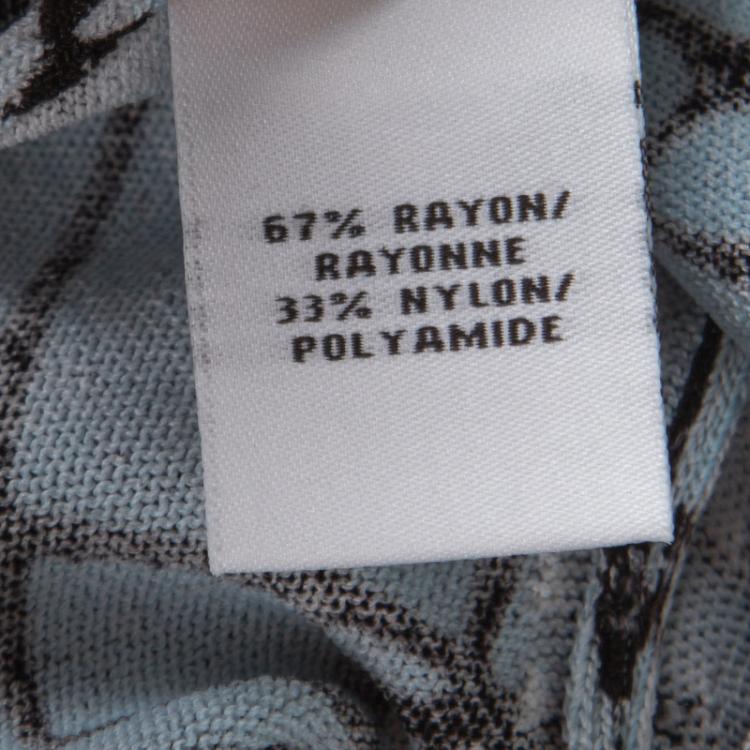 67% RAYON/
RAYONNE
33% NYLON/
POLYAMIDE